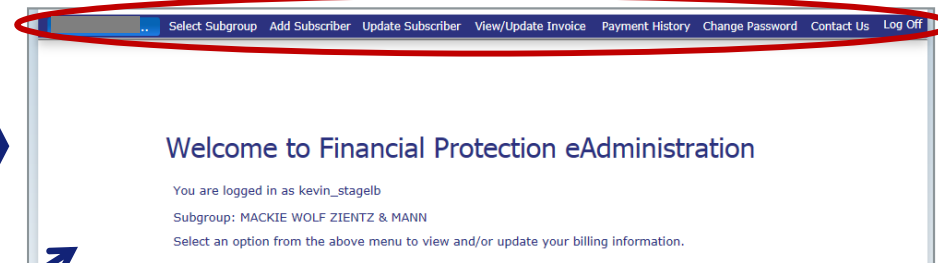 .. Select Subgroup Add Subscriber Update Subscriber View/Update Invoice Payment History Change Password Contact Us Log Off
Welcome to Financial Protection eAdministration
You are logged in as kevin_stagelb
Subgroup: MACKIE WOLF ZIENTZ & MANN
Select an option from the above menu to view and/or update your billing information.